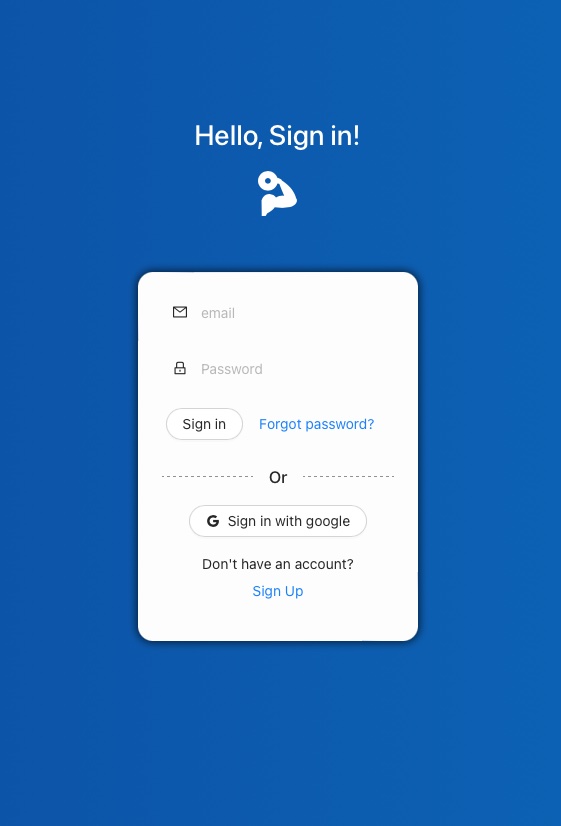 Hello, Sign in!
email
Password
Sign in Forgot password?
Or
Sign in with google
Don't have an account?
Sign Up